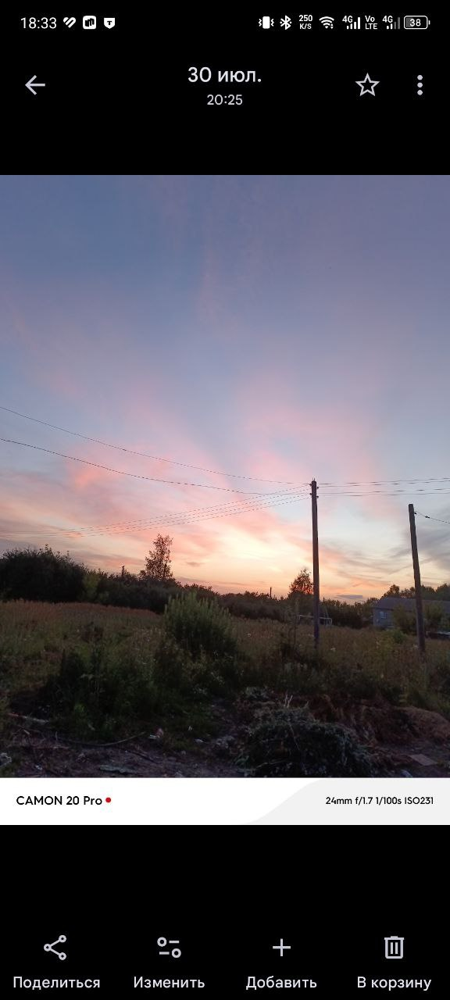 18:33
250
K/S
4G
Vo
LTE
4G
38
30 июл.
20:25
CAMON 20 Pro
24mm f/1.7 1/100s ISO231
Поделиться
Изменить
Добавить
В корзину